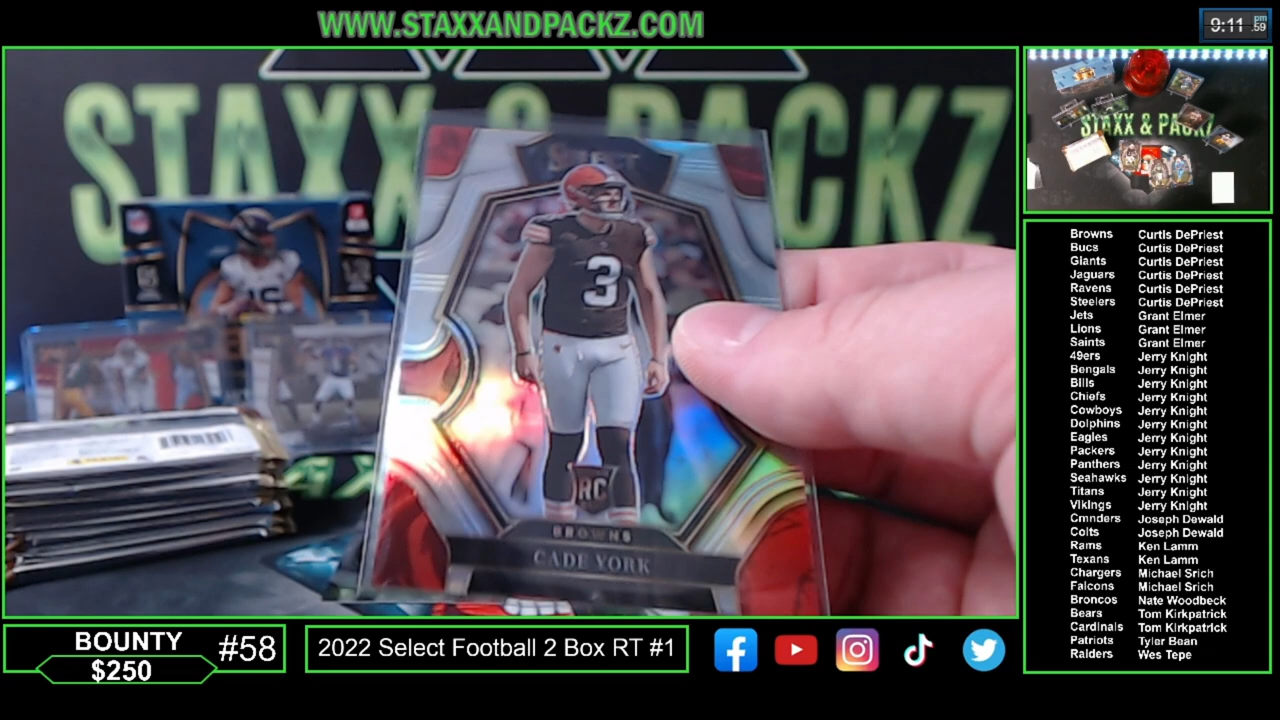 WWW.STAXXANDPACKZ.COM
9:11 pm .59
STAXX & PACKZ
SELECT
3
RC
BROWNS
CADE YORK
STAXX & PACKZ
Browns Curtis DePriest
Bucs Curtis DePriest
Giants Curtis DePriest
Jaguars Curtis DePriest
Ravens Curtis DePriest
Steelers Curtis DePriest
Jets Grant Elmer
Lions Grant Elmer
Saints Grant Elmer
49ers Jerry Knight
Bengals Jerry Knight
Bills Jerry Knight
Chiefs Jerry Knight
Cowboys Jerry Knight
Dolphins Jerry Knight
Eagles Jerry Knight
Packers Jerry Knight
Panthers Jerry Knight
Seahawks Jerry Knight
Titans Jerry Knight
Vikings Jerry Knight
Cmnders Joseph Dewald
Colts Joseph Dewald
Rams Ken Lamm
Texans Ken Lamm
Chargers Michael Srich
Falcons Michael Srich
Broncos Nate Woodbeck
Bears Tom Kirkpatrick
Cardinals Tom Kirkpatrick
Patriots Tyler Bean
Raiders Wes Tepe
BOUNTY #58
$250
2022 Select Football 2 Box RT #1